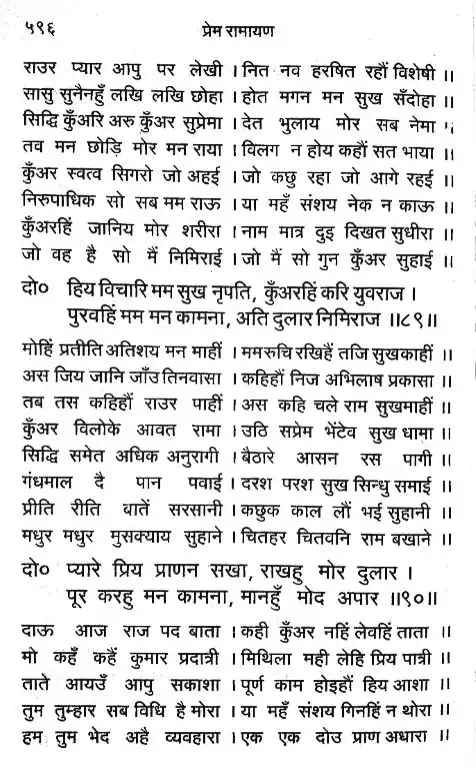 ५९६
प्रेम रामायण
राउर प्यार आपु पर लेखी । नित नव हरषित रहौं विशेषी ॥
सासु सुनैनहुँ लखि लखि छोहा । होत मगन मन सुख सँदोहा ॥
सिद्धि कुँअरि अरु कुँअर सुप्रेमा । देत भुलाय मोर सब नेमा ॥
तव मन छोड़ि मोर मन राया । विलग न होय कहौं सत भाया ॥
कुँअर स्वत्व सिगरो जो अहई । जो कछु रहा जो आगे रहई ॥
निरुपाधिक सो सब मम राऊ । या महँ संशय नेक न काऊ ॥
कुँअरहिं जानिय मोर शरीरा । नाम मात्र दुइ दिखत सुधीरा ॥
जो वह है सो मैं निमिराई । जो मैं सो गुन कुँअर सुहाई ॥
दो० हिय विचारि मम सुख नृपति, कुँअरहिं करि युवराज ।
पुरवहिं मम मन कामना, अति दुलार निमिराज ॥८९॥
मोहिं प्रतीति अतिशय मन माहीं । ममरुचि रखिहैं तजि सुखकाहीं ॥
अस जिय जानि जाँउ तिनवासा । कहिहौं निज अभिलाष प्रकासा ॥
तब तस कहिहौं राउर पाहीं । अस कहि चले राम सुखमाहीं ॥
कुँअर विलोके आवत रामा । उठि सप्रेम भेंटेव सुख धामा ॥
सिद्धि समेत अधिक अनुरागी । बैठारे आसन रस पागी ॥
गंधमाल दै पान पवाई । दरश परश सुख सिन्धु समाई ॥
प्रीति रीति बातें सरसानी । कछुक काल लौं भई सुहानी ॥
मधुर मधुर मुसक्याय सुहाने । चितहर चितवनि राम बखाने ॥
दो० प्यारे प्रिय प्राणन सखा, राखहु मोर दुलार ।
पूर करहु मन कामना, मानहुँ मोद अपार ॥९०॥
दाऊ आज राज पद बाता । कही कुँअर नहिं लेवहिं ताता ॥
मो कहँ कहैं कुमार प्रदात्री । मिथिला मही लेहि प्रिय पात्री ॥
ताते आयउँ आपु सकाशा । पूर्ण काम होइहौं हिय आशा ॥
तुम तुम्हार सब विधि है मोरा । या महँ संशय गिनहिं न थोरा ॥
हम तुम भेद अहै व्यवहारा । एक एक दोउ प्राण अधारा ॥